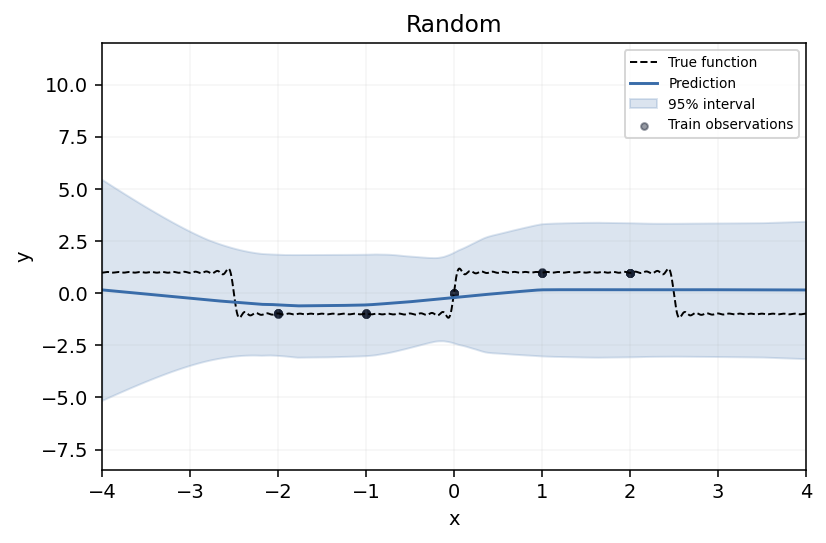 Random
True function
Prediction
95% interval
Train observations
10.0
7.5
5.0
2.5
0.0
−2.5
−5.0
−7.5
y
−4 −3 −2 −1 0 1 2 3 4
x